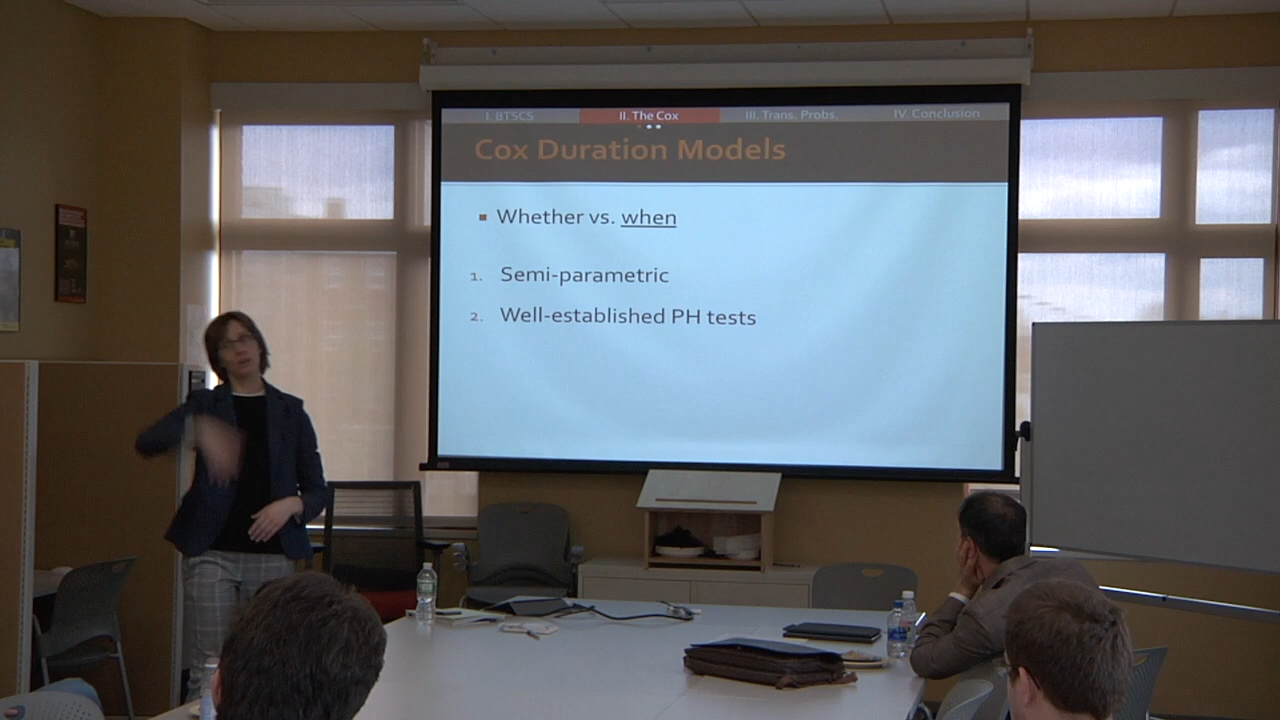 I. BTSCS II. The Cox III. Trans. Probs. IV. Conclusion
Cox Duration Models
Whether vs. when
1. Semi-parametric
2. Well-established PH tests